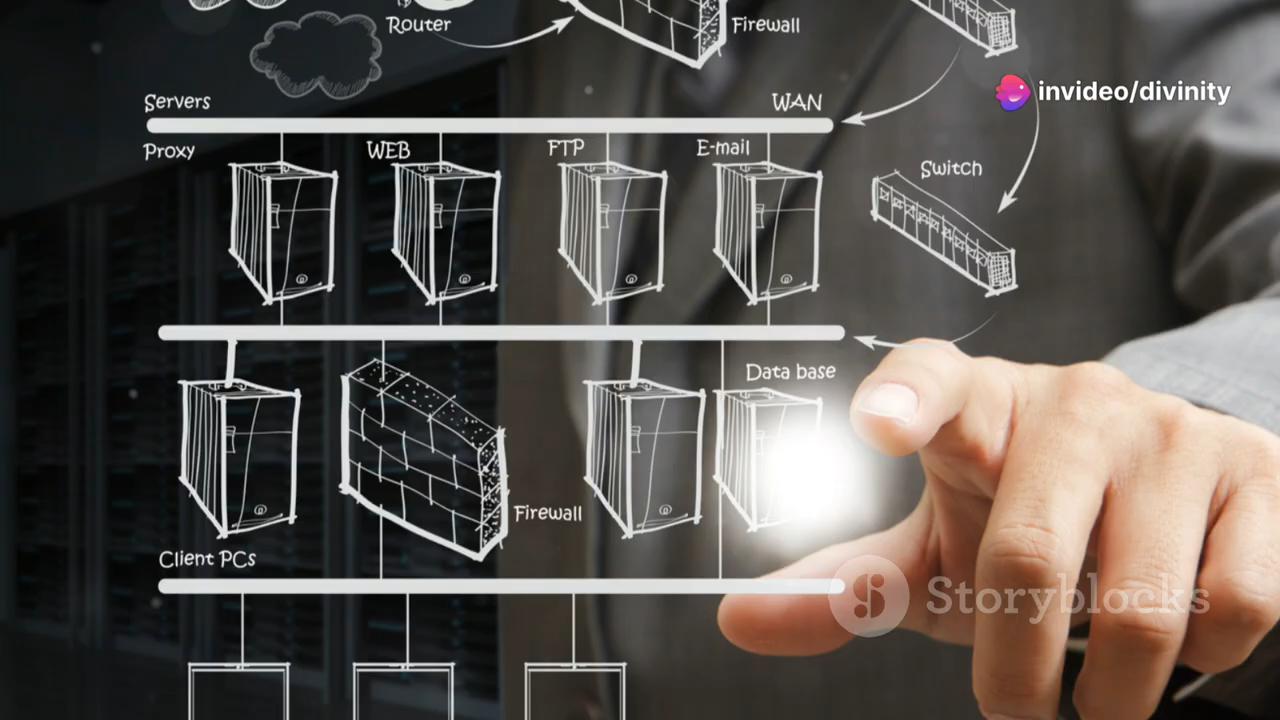 Router
Firewall
invideo/divinity
Servers
WAN
Proxy
WEB
FTP
E-mail
Switch
Data base
Firewall
Client PCs
Storyblocks